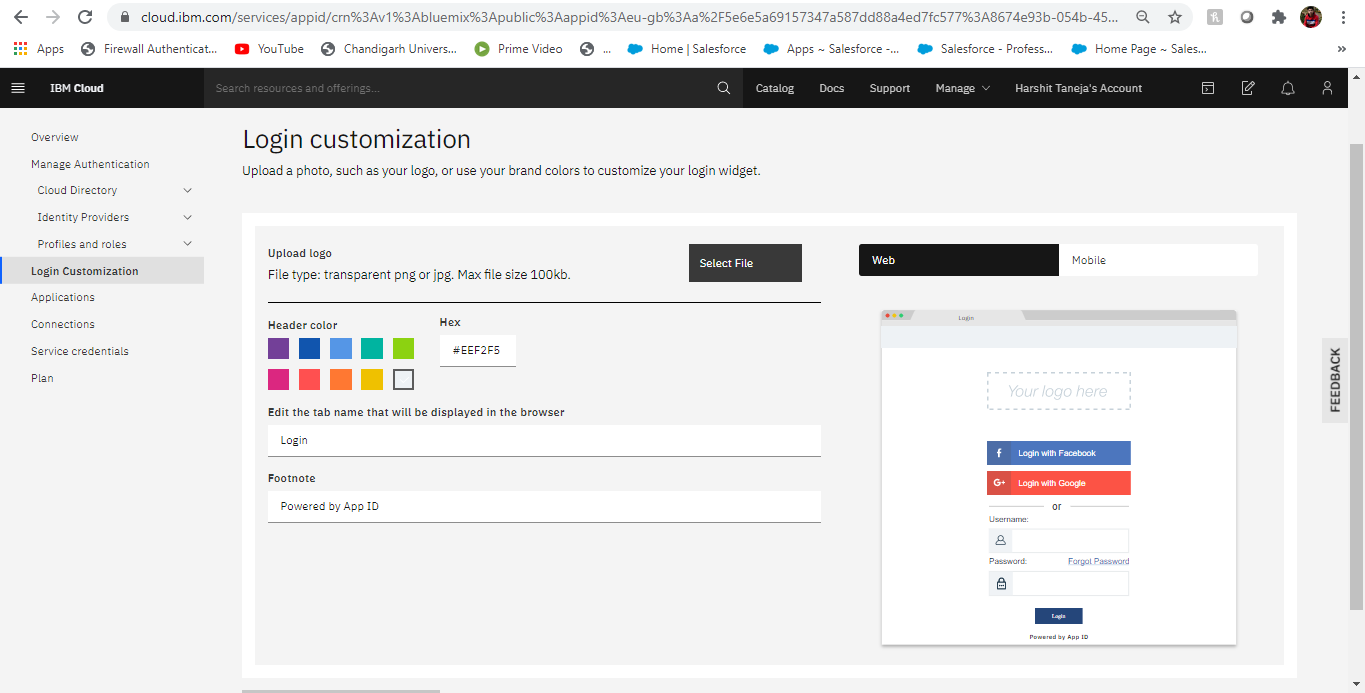 cloud.ibm.com/services/appid/crn%3Av1%3Abluemix%3Apublic%3Aappid%3Aeu-gb%3Aa%2F5e6e5a69157347a587dd88a4ed7fc577%3A8674e93b-054b-45...
Apps Firewall Authenticat... YouTube Chandigarh Univers... Prime Video ... Home | Salesforce Apps ~ Salesforce -... Salesforce - Profess... Home Page ~ Sales... »
IBM Cloud Search resources and offerings... Catalog Docs Support Manage Harshit Taneja's Account
Overview
Manage Authentication
Cloud Directory
Identity Providers
Profiles and roles
Login Customization
Applications
Connections
Service credentials
Plan
Login customization
Upload a photo, such as your logo, or use your brand colors to customize your login widget.
Upload logo
File type: transparent png or jpg. Max file size 100kb.
Select File
Header color
Hex
#EEF2F5
Edit the tab name that will be displayed in the browser
Login
Footnote
Powered by App ID
Web Mobile
Login
Your logo here
f Login with Facebook
G+ Login with Google
or
Username:
Password: Forgot Password
Login
Powered by App ID
FEEDBACK